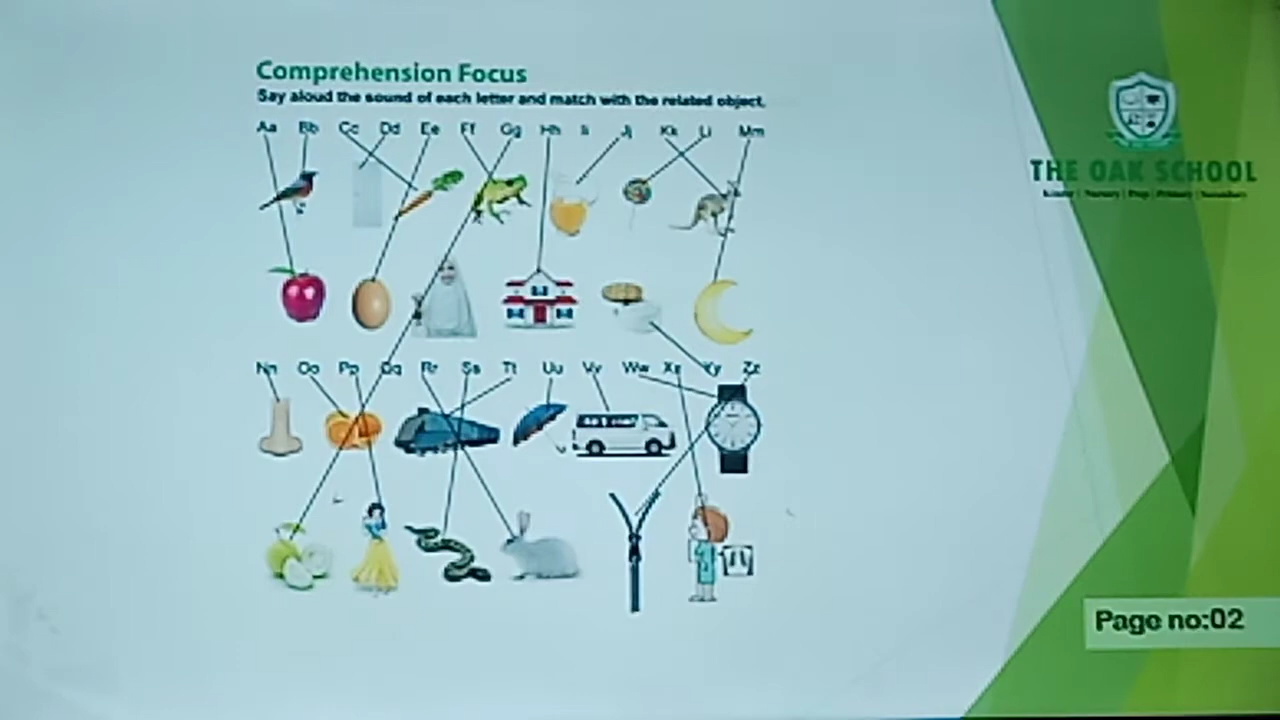 Comprehension Focus
Say aloud the sound of each letter and match with the related object.
Aa Bb Cc Dd Ee Ff Gg Hh Ii Jj Kk Ll Mm
Nn Oo Pp Qq Rr Ss Tt Uu Vv Ww Xx Yy Zz
THE OAK SCHOOL
Page no:02